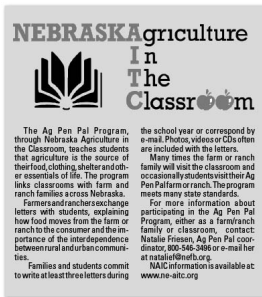 NEBRASKA Agriculture
In
The
Classroom
The Ag Pen Pal Program,
through Nebraska Agriculture in
the Classroom, teaches students
that agriculture is the source of
their food, clothing, shelter and oth-
er essentials of life. The program
links classrooms with farm and
ranch families across Nebraska.
Farmers and ranchers exchange
letters with students, explaining
how food moves from the farm or
ranch to the consumer and the im-
portance of the interdependence
between rural and urban communi-
ties.
Families and students commit
to write at least three letters during
the school year or correspond by
e-mail. Photos, videos or CDs often
are included with the letters.
Many times the farm or ranch
family will visit the classroom and
occasionally students visit their Ag
Pen Pal farm or ranch. The program
meets many state standards.
For more information about
participating in the Ag Pen Pal
Program, either as a farm/ranch
family or classroom, contact:
Natalie Friesen, Ag Pen Pal coor-
dinator, 800-546-3496 or e-mail her
at natalief@nefb.org.
NAIC information is available at:
www.ne-aitc.org